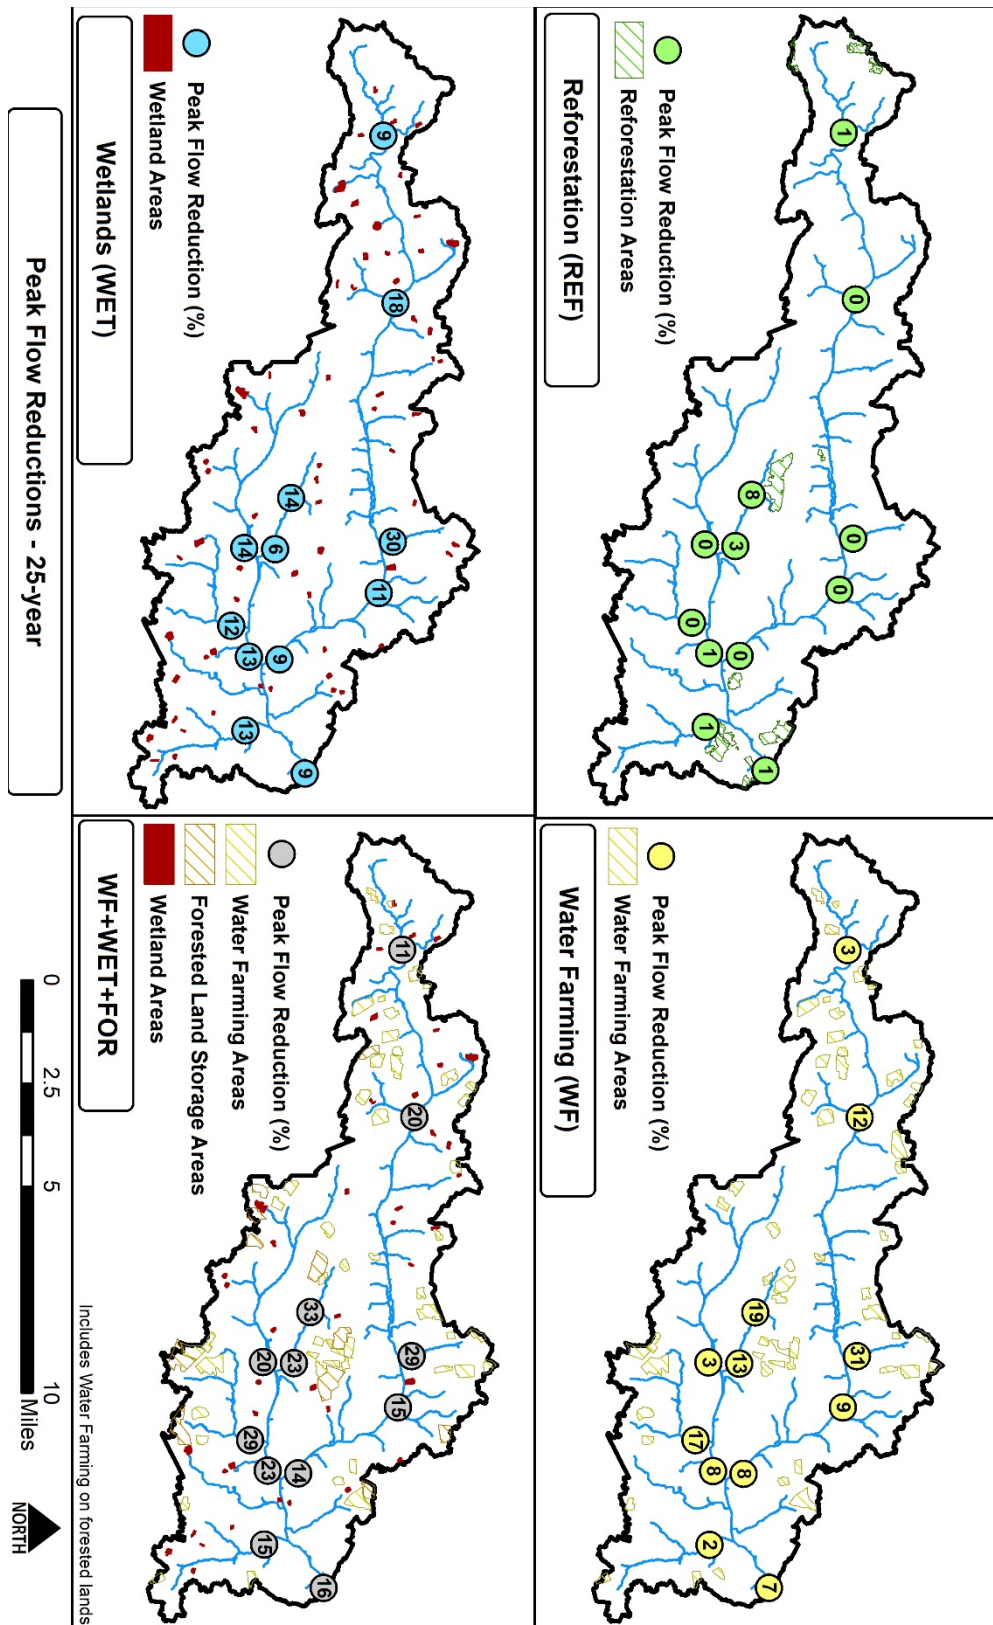 1
0
8
0
3
0
0
0
0
1
1
1
Peak Flow Reduction (%)
Reforestation Areas
Reforestation (REF)
3
12
19
31
13
3
9
17
8
8
2
7
Peak Flow Reduction (%)
Water Farming Areas
Water Farming (WF)
9
18
14
30
6
14
11
12
9
13
13
9
Peak Flow Reduction (%)
Wetland Areas
Wetlands (WET)
11
20
33
29
23
20
15
29
14
23
15
16
Peak Flow Reduction (%)
Water Farming Areas
Forested Land Storage Areas
Wetland Areas
Includes Water Farming on forested lands
WF+WET+FOR
Peak Flow Reductions - 25-year
0 2.5 5 10
Miles
NORTH